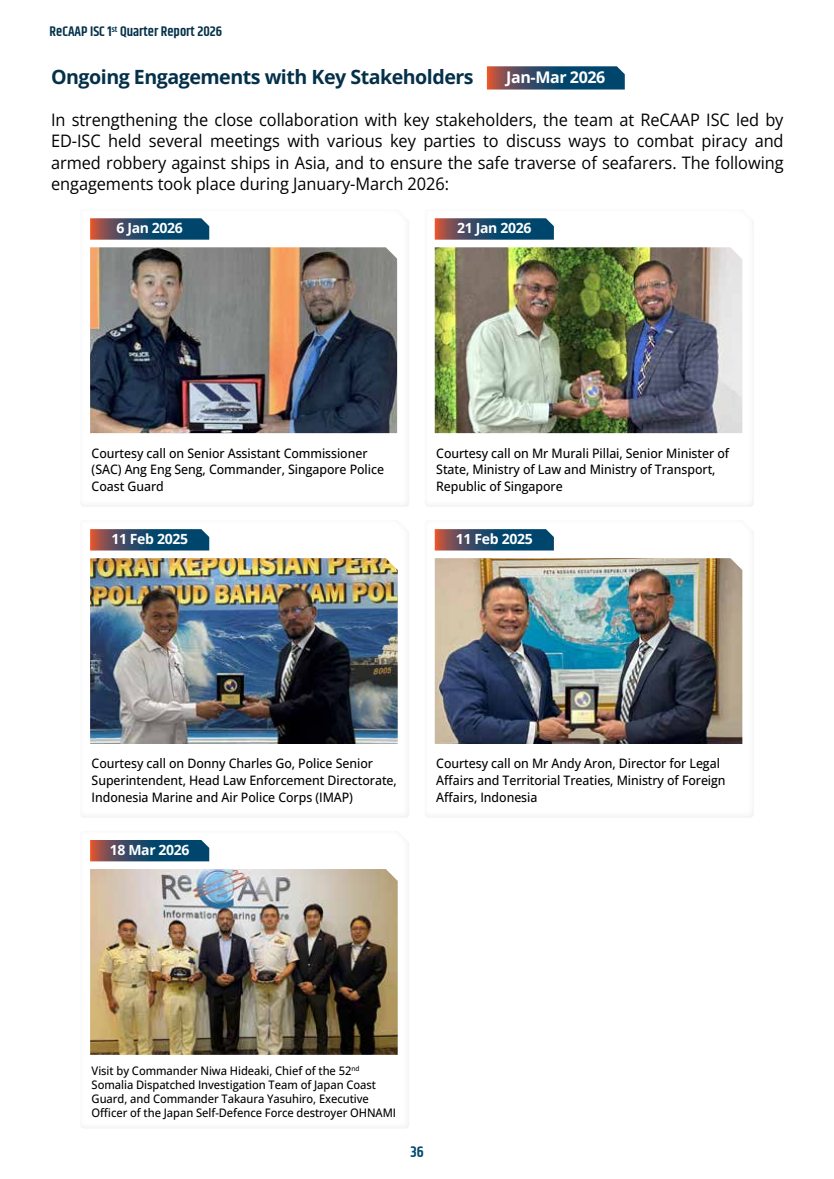 ReCAAP ISC 1st Quarter Report 2026
Ongoing Engagements with Key Stakeholders
Jan-Mar 2026
In strengthening the close collaboration with key stakeholders, the team at ReCAAP ISC led by
ED-ISC held several meetings with various key parties to discuss ways to combat piracy and
armed robbery against ships in Asia, and to ensure the safe traverse of seafarers. The following
engagements took place during January-March 2026:
6 Jan 2026
POLICE
Courtesy call on Senior Assistant Commissioner
(SAC) Ang Eng Seng, Commander, Singapore Police
Coast Guard
21 Jan 2026
Courtesy call on Mr Murali Pillai, Senior Minister of
State, Ministry of Law and Ministry of Transport,
Republic of Singapore
11 Feb 2025
TORAT KEPOLISIAN PERA
RPOLAIRUD BAHARKAM POL
8005
Courtesy call on Donny Charles Go, Police Senior
Superintendent, Head Law Enforcement Directorate,
Indonesia Marine and Air Police Corps (IMAP)
11 Feb 2025
PETA NEGARA KESATUAN REPUBLIK INDO
Courtesy call on Mr Andy Aron, Director for Legal
Affairs and Territorial Treaties, Ministry of Foreign
Affairs, Indonesia
18 Mar 2026
ReCAAP
Information aring re
Visit by Commander Niwa Hideaki, Chief of the 52nd
Somalia Dispatched Investigation Team of Japan Coast
Guard, and Commander Takaura Yasuhiro, Executive
Officer of the Japan Self-Defence Force destroyer OHNAMI
36